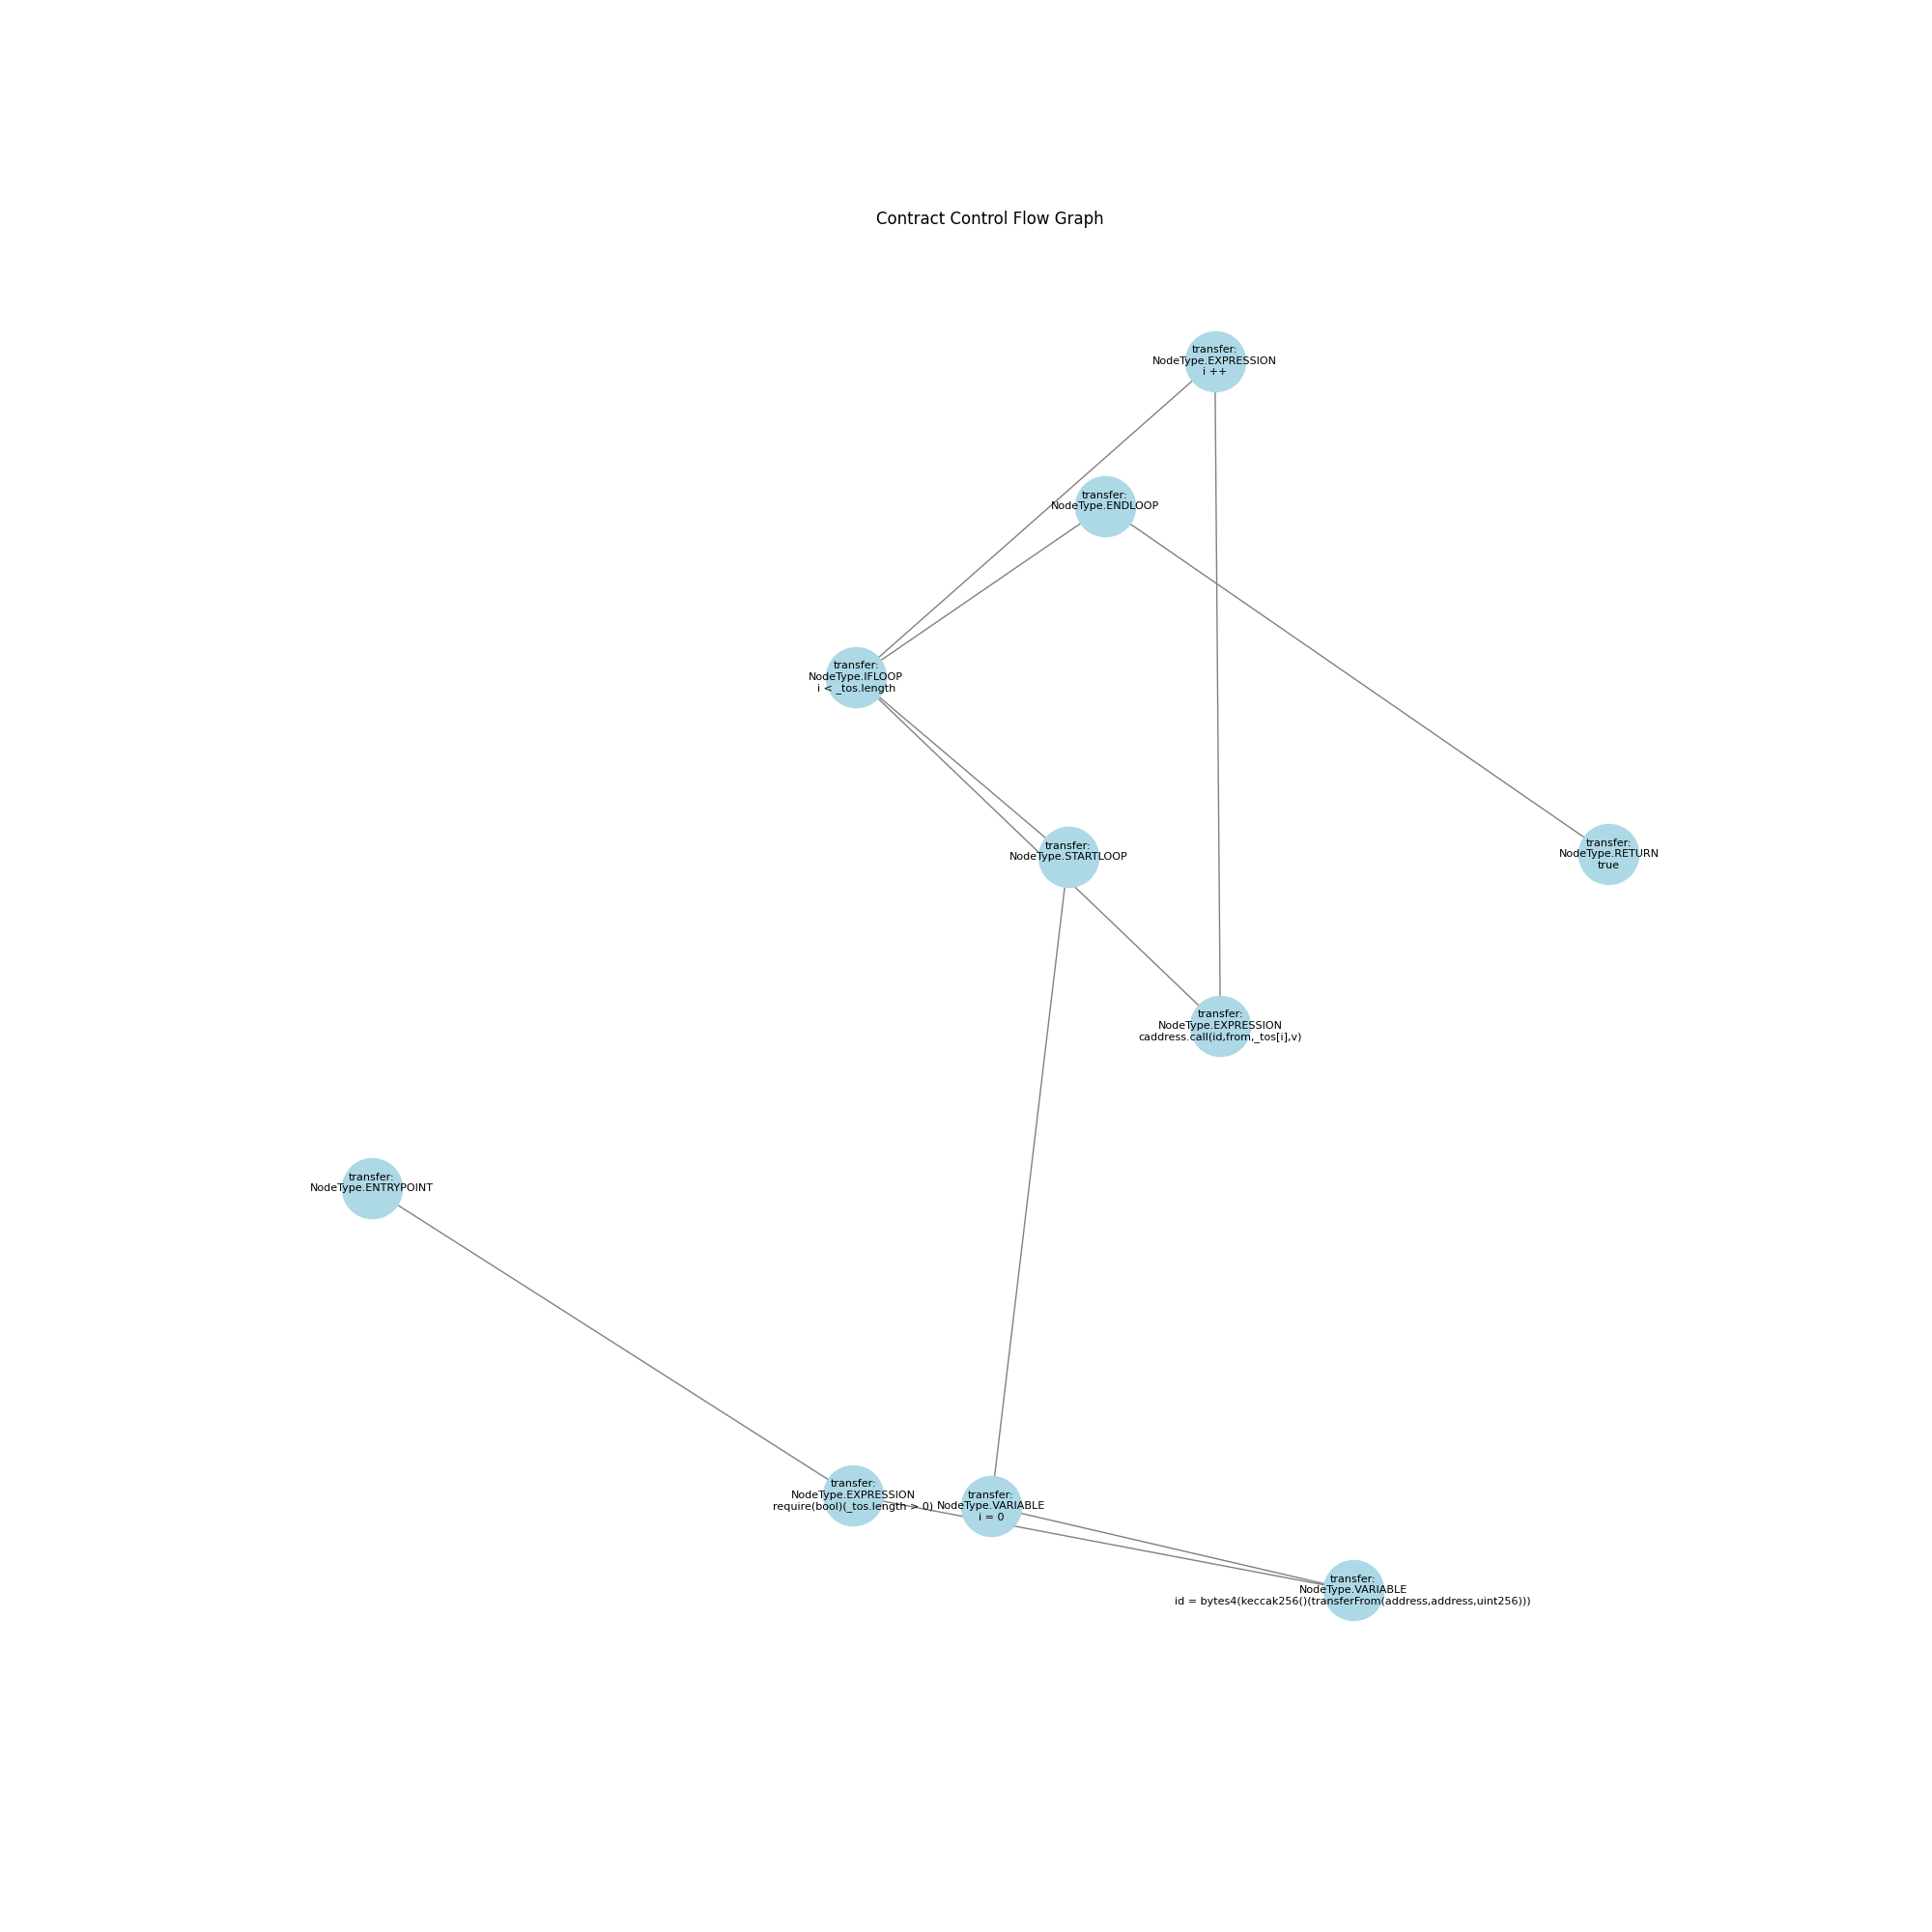 Contract Control Flow Graph
transfer:
NodeType.EXPRESSION
i ++
transfer:
NodeType.ENDLOOP
transfer:
NodeType.IFLOOP
i < _tos.length
transfer:
NodeType.STARTLOOP
transfer:
NodeType.RETURN
true
transfer:
NodeType.EXPRESSION
caddress.call(id,from,_tos[i],v)
transfer:
NodeType.ENTRYPOINT
transfer:
NodeType.EXPRESSION
require(bool)(_tos.length > 0)
transfer:
NodeType.VARIABLE
i = 0
transfer:
NodeType.VARIABLE
id = bytes4(keccak256()(transferFrom(address,address,uint256)))